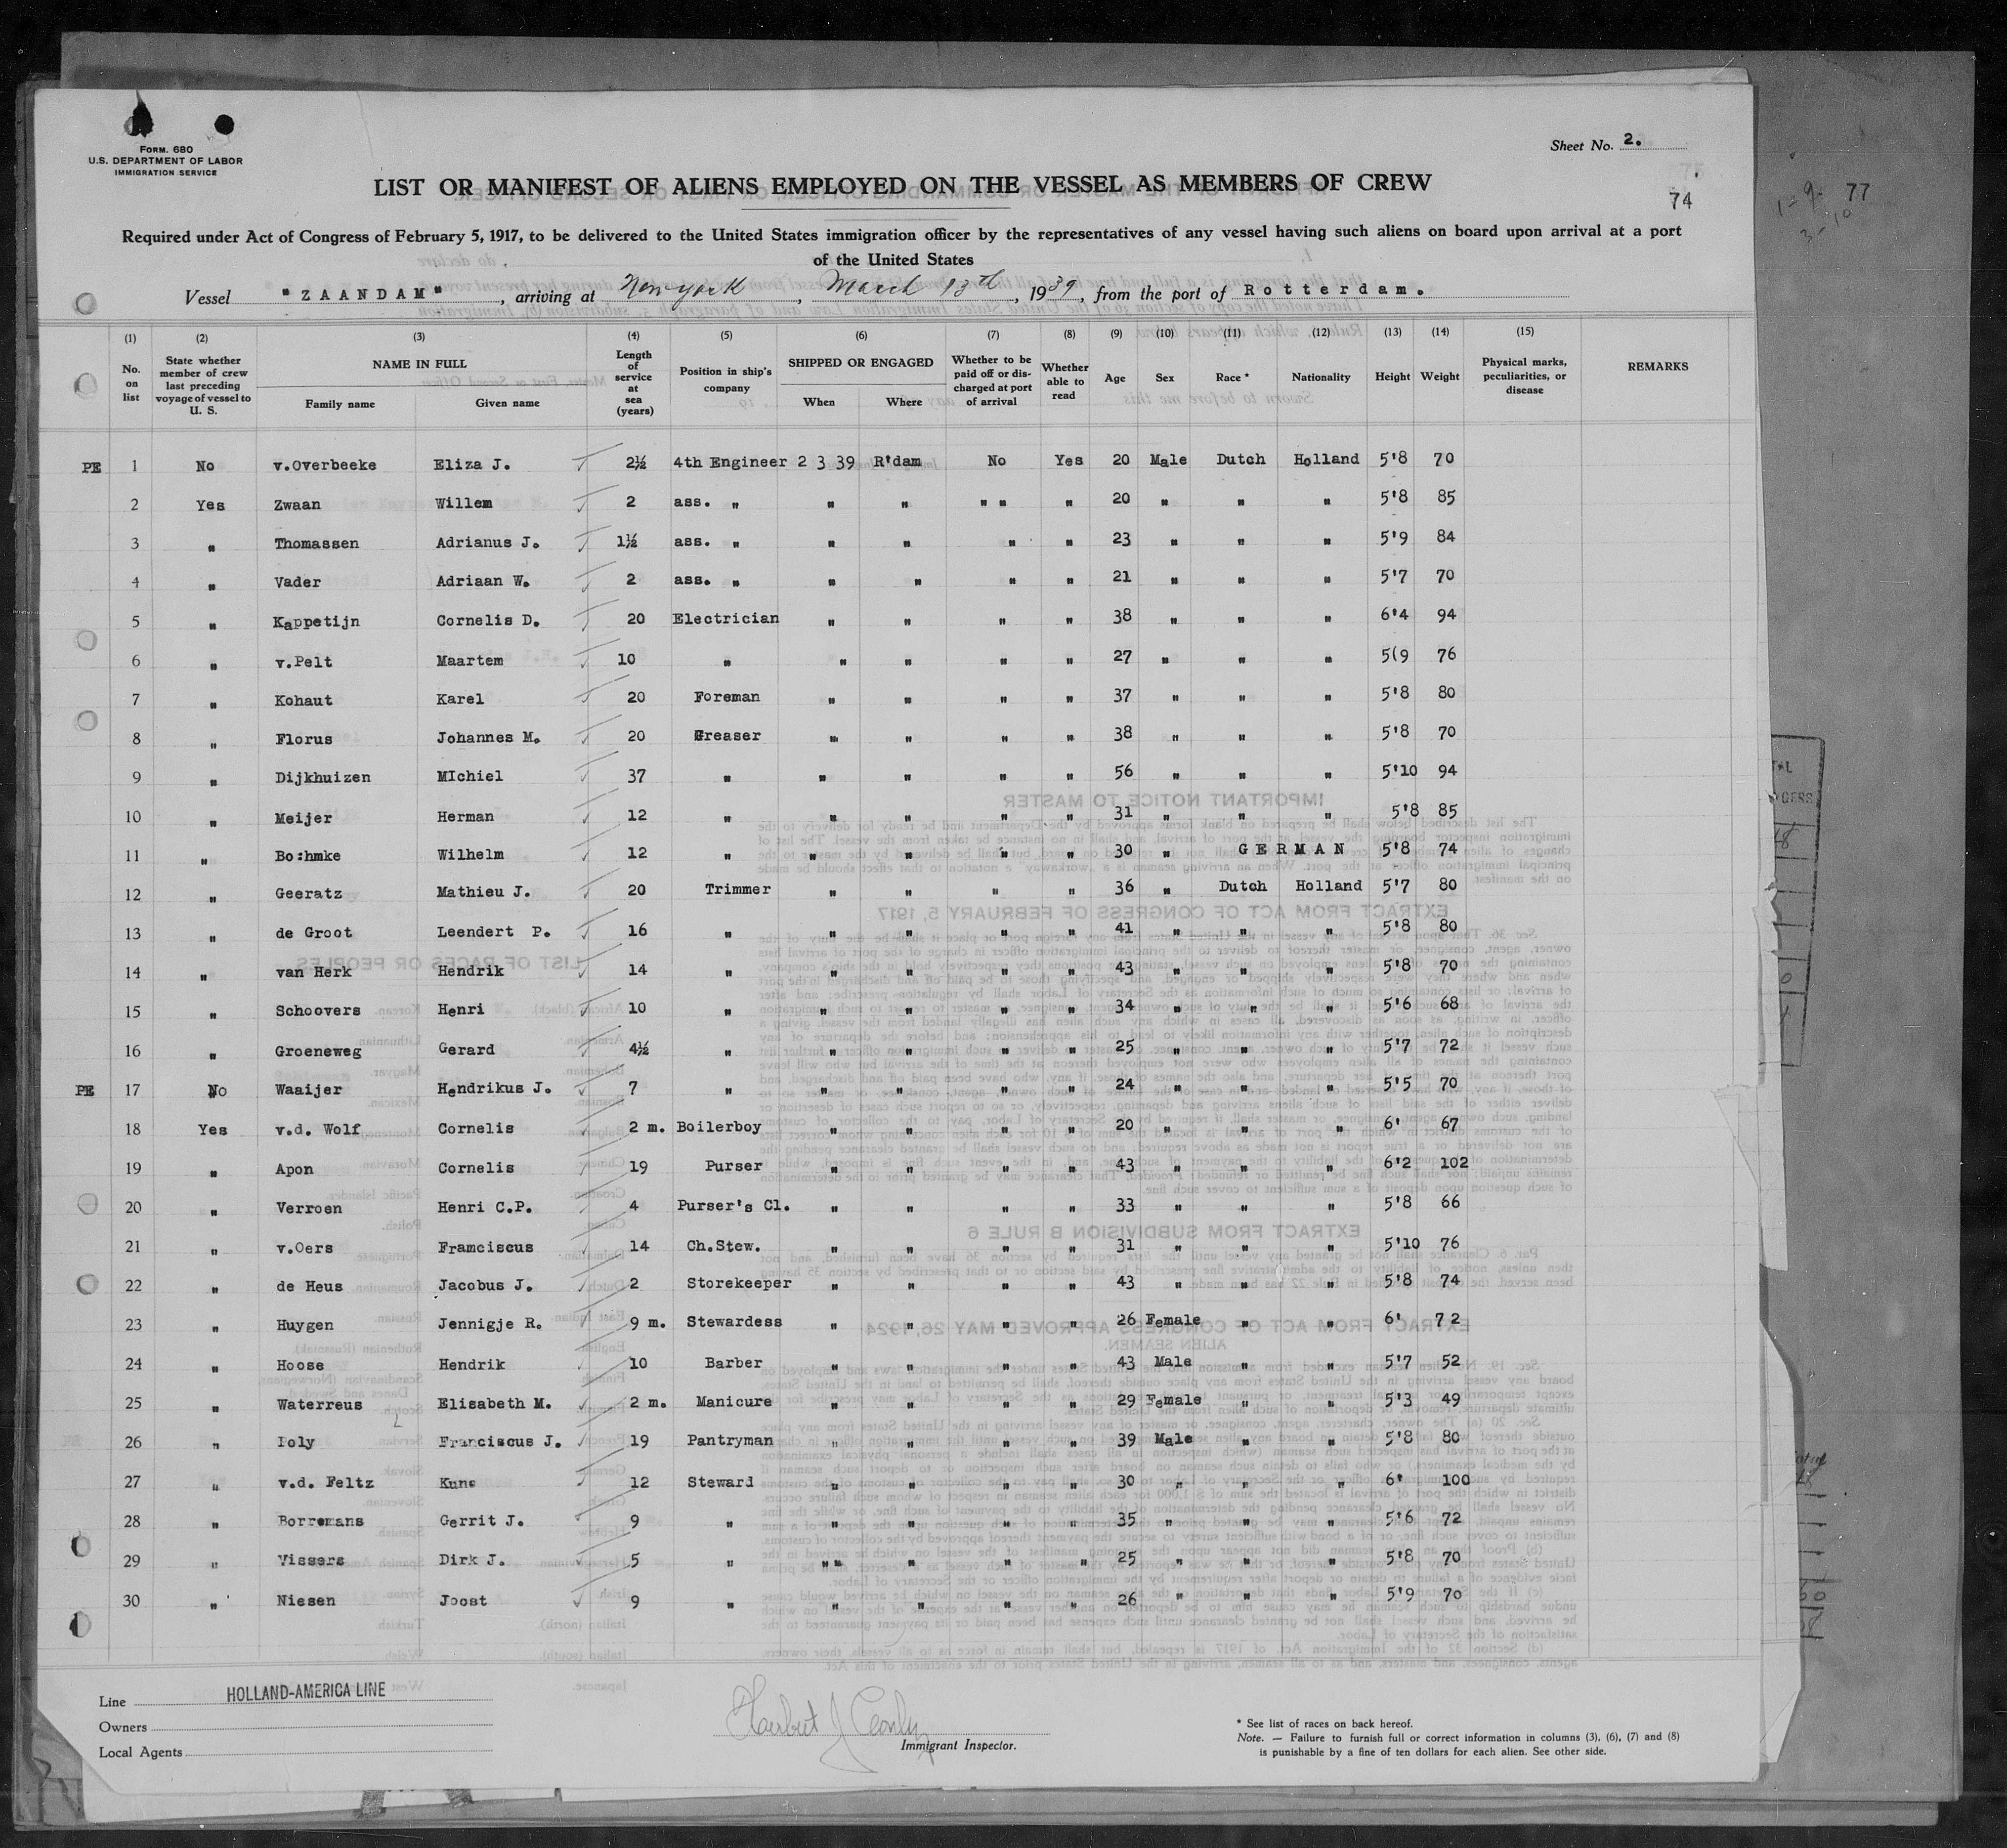 FORM. 680
U.S. DEPARTMENT OF LABOR
IMMIGRATION SERVICE
Sheet No. 2.
LIST OR MANIFEST OF ALIENS EMPLOYED ON THE VESSEL AS MEMBERS OF CREW
74
77
Required under Act of Congress of February 5, 1917, to be delivered to the United States immigration officer by the representatives of any vessel having such aliens on board upon arrival at a port
of the United States
Vessel "ZAANDAM", arriving at New York, March 13th, 1939, from the port of Rotterdam.
(1) (2) (3) (4) (5) (6) (7) (8) (9) (10) (11) (12) (13) (14) (15)
No. on list State whether member of crew last preceding voyage of vessel to U. S. NAME IN FULL Family name Given name Length of service at sea (years) Position in ship's company SHIPPED OR ENGAGED When Where Whether to be paid off or discharged at port of arrival Whether able to read Age Sex Race * Nationality Height Weight Physical marks, peculiarities, or disease REMARKS
PE 1 No v.Overbeeke Eliza J. 2½ 4th Engineer 2 3 39 R'dam No Yes 20 Male Dutch Holland 5'8 70
2 Yes Zwaan Willem 2 ass. " " " " " " 20 " " " 5'8 85
3 " Thomassen Adrianus J. 1½ ass. " " " " " 23 " " " 5'9 84
4 " Vader Adriaan W. 2 ass. " " " " " 21 " " " 5'7 70
5 " Kappetijn Cornelis D. 20 Electrician " " " " 38 " " " 6'4 94
6 " v.Pelt Maartem 10 " " " " " 27 " " " 5(9 76
7 " Kohaut Karel 20 Foreman " " " " 37 " " " 5'8 80
8 " Florus Johannes M. 20 Greaser " " " " 38 " " " 5'8 70
9 " Dijkhuizen MIchiel 37 " " " " " 56 " " " 5'10 94
10 " Meijer Herman 12 " " " " " 31 " " " 5'8 85
11 " Bo:hmke Wilhelm 12 " " " " " 30 " GERMAN 5'8 74
12 " Geeratz Mathieu J. 20 Trimmer " " " " 36 " Dutch Holland 5'7 80
13 " de Groot Leendert P. 16 " " " " " 41 " " " 5'8 80
14 " van Herk Hendrik 14 " " " " " 43 " " " 5'8 70
15 " Schoovers Henri 10 " " " " " 34 " " " 5'6 68
16 " Groeneweg Gerard 4½ " " " " " 25 " " " 5'7 72
PE 17 No Waaijer Hendrikus J. 7 " " " " " 24 " " " 5'5 70
18 Yes v.d. Wolf Cornelis 2 m. Boilerboy " " " " 20 " " " 6' 67
19 " Apon Cornelis 19 Purser " " " " 43 " " " 6'2 102
20 " Verroen Henri C.P. 4 Purser's Cl. " " " " 33 " " " 5'8 66
21 " v.Oers Framciscus 14 Ch.Stew. " " " " 31 " " " 5'10 76
22 " de Heus Jacobus J. 2 Storekeeper " " " " 43 " " " 5'8 74
23 " Huygen Jennigje R. 9 m. Stewardess " " " " 26 Female " " 6' 72
24 " Hoose Hendrik 10 Barber " " " " 43 Male " " 5'7 52
25 " Waterreus Elisabeth M. 2 m. Manicure " " " " 29 Female " " 5'3 49
26 " Franciscus J. 19 Pantryman " " " " 39 Male " " 5'8 80
27 " v.d. Feltz 12 Steward " " " " 30 " " " 6' 100
28 " Borremans Gerrit J. 9 " " " " " 35 " " " 5'6 72
29 " Vissers Dirk J. 5 " " " " " 25 " " " 5'8 70
30 " Niesen Joost 9 " " " " " 26 " " " 5'9 70
Line HOLLAND-AMERICA LINE
Owners
Local Agents
Immigrant Inspector.
* See list of races on back hereof.
Note. — Failure to furnish full or correct information in columns (3), (6), (7) and (8)
is punishable by a fine of ten dollars for each alien. See other side.